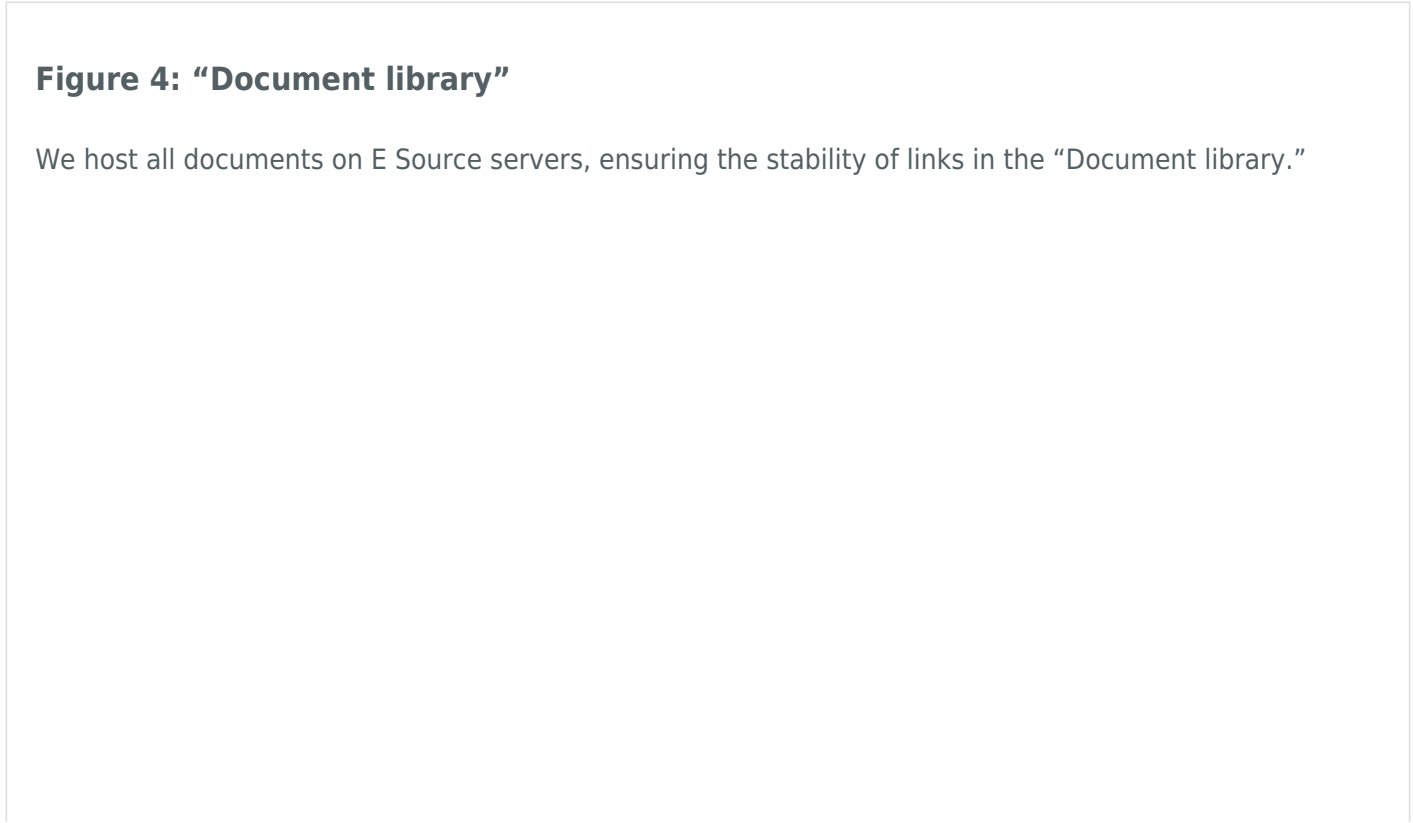 Figure 4: “Document library”
We host all documents on E Source servers, ensuring the stability of links in the “Document library.”